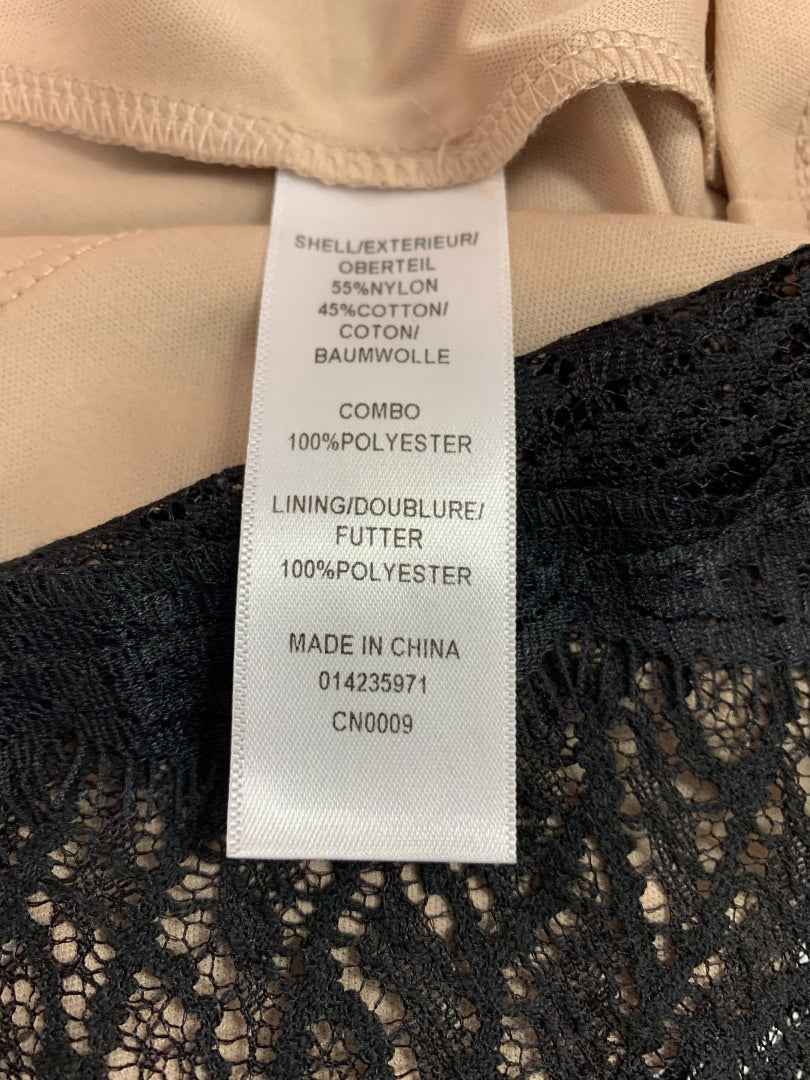 SHELL/EXTERIEUR/
OBERTEIL
55%NYLON
45%COTTON/
COTON/
BAUMWOLLE
COMBO
100%POLYESTER
LINING/DOUBLURE/
FUTTER
100%POLYESTER
MADE IN CHINA
014235971
CN0009